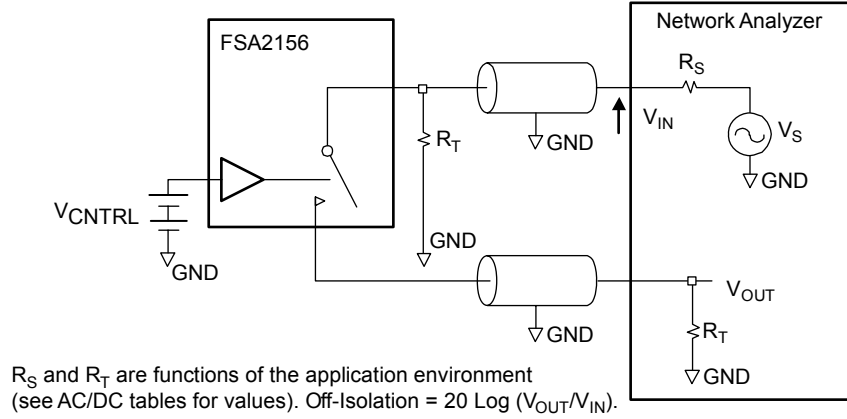 Network Analyzer
FSA2156
R_S
V_IN
V_S
R_T
GND
GND
V_CNTRL
GND
GND
V_OUT
R_T
GND
GND
R_S and R_T are functions of the application environment
(see AC/DC tables for values). Off-Isolation = 20 Log (V_OUT/V_IN).